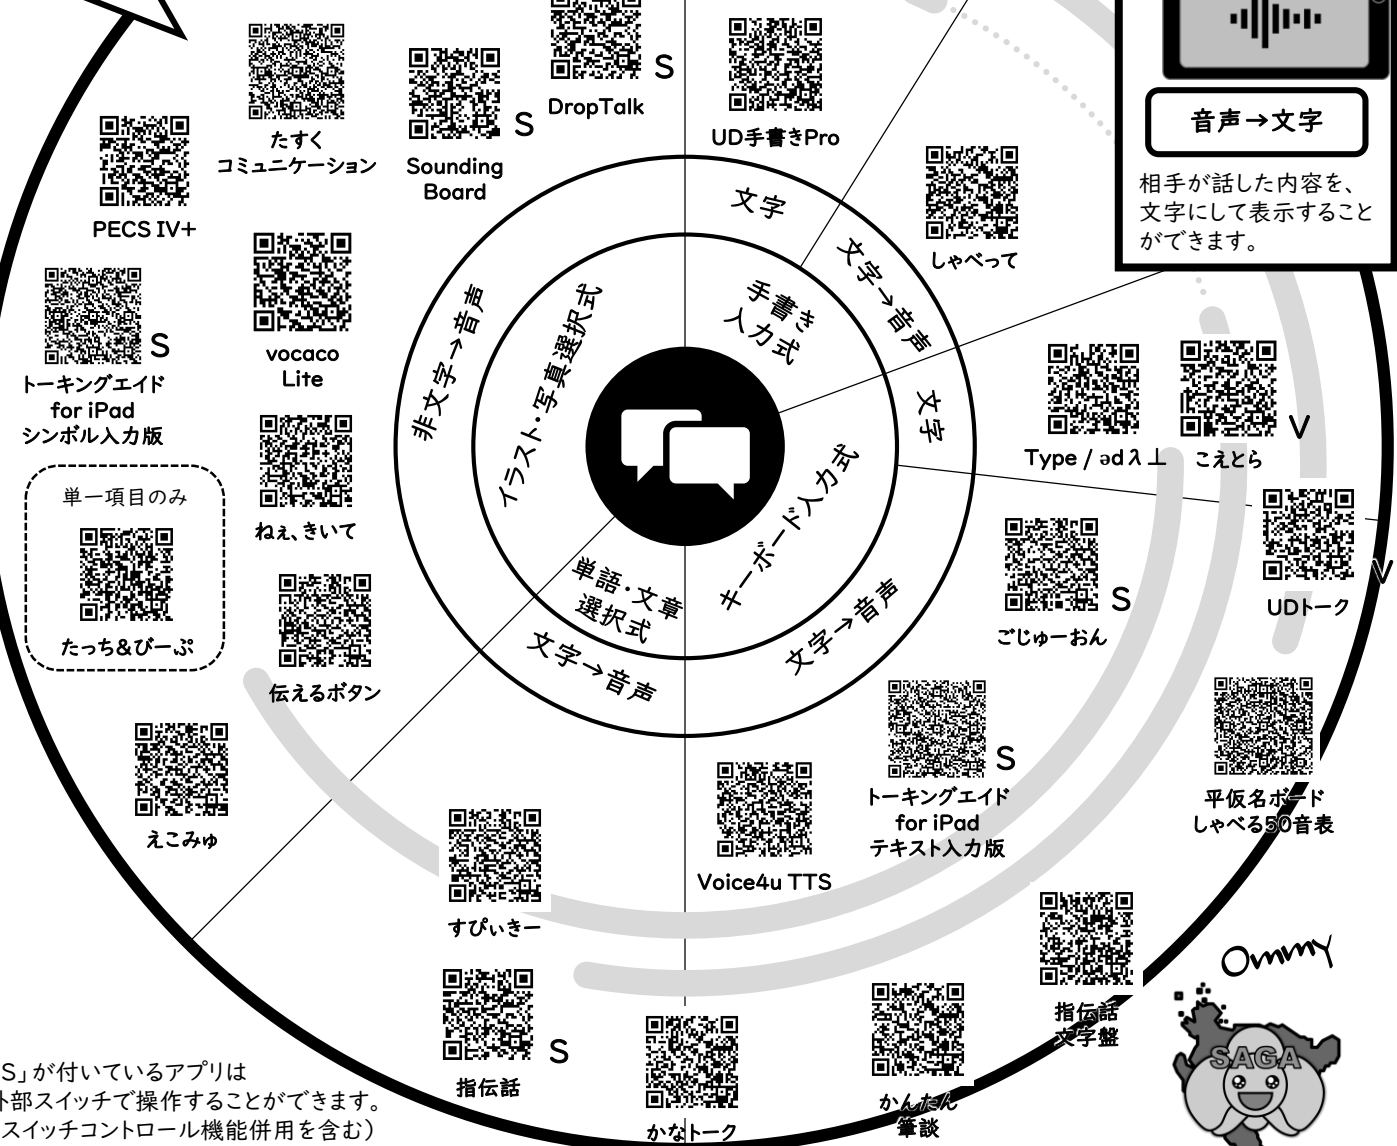 S
DropTalk
UD手書きPro
たすく
コミュニケーション
S
Sounding
Board
PECS IV+
音声→文字
相手が話した内容を、
文字にして表示すること
ができます。
しゃべって
vocaco
Lite
S
トーキングエイド
for iPad
シンボル入力版
文字
文字→音声
手書き
入力式
非文字→音声
イラスト・写真選択式
文字
キーボード入力式
単語・文章
選択式
文字→音声
文字→音声
Type / ədʎ⊥
こえとら
V
単一項目のみ
たっち&びーぷ
ねぇ、きいて
伝えるボタン
えこみゅ
S
ごじゅーおん
UDトーク
V
S
トーキングエイド
for iPad
テキスト入力版
平仮名ボード
しゃべる50音表
Voice4u TTS
すぴぃきー
S
指伝話
かなトーク
かんたん
筆談
指伝話
文字盤
Ommy
SAGA
S」が付いているアプリは
外部スイッチで操作することができます。
スイッチコントロール機能併用を含む）